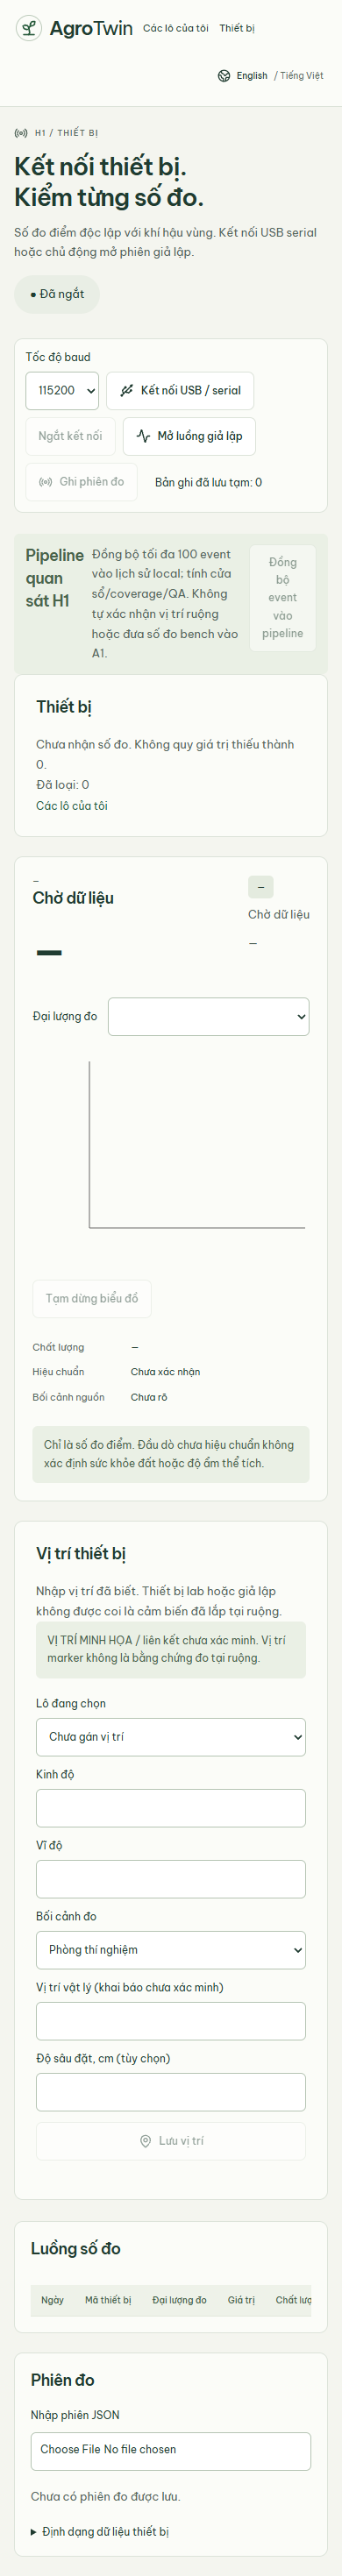 AgroTwin Các lô của tôi Thiết bị
English / Tiếng Việt
H1 / THIẾT BỊ
Kết nối thiết bị.
Kiểm từng số đo.
Số đo điểm độc lập với khí hậu vùng. Kết nối USB serial
hoặc chủ động mở phiên giả lập.
● Đã ngắt
Tốc độ baud
115200 Kết nối USB / serial
Ngắt kết nối Mở luồng giả lập
Ghi phiên đo Bản ghi đã lưu tạm: 0
Pipeline
quan
sát H1
Đồng bộ tối đa 100 event
vào lịch sử local; tính cửa
sổ/coverage/QA. Không
tự xác nhận vị trí ruộng
hoặc đưa số đo bench vào
A1.
Đồng
bộ
event
vào
pipeline
Thiết bị
Chưa nhận số đo. Không quy giá trị thiếu thành
0.
Đã loại: 0
Các lô của tôi
—
Chờ dữ liệu
—
—
Chờ dữ liệu
—
Đại lượng đo
Tạm dừng biểu đồ
Chất lượng —
Hiệu chuẩn Chưa xác nhận
Bối cảnh nguồn Chưa rõ
Chỉ là số đo điểm. Đầu dò chưa hiệu chuẩn không
xác định sức khỏe đất hoặc độ ẩm thể tích.
Vị trí thiết bị
Nhập vị trí đã biết. Thiết bị lab hoặc giả lập
không được coi là cảm biến đã lắp tại ruộng.
VỊ TRÍ MINH HỌA / liên kết chưa xác minh. Vị trí
marker không là bằng chứng đo tại ruộng.
Lô đang chọn
Chưa gán vị trí
Kinh độ
Vĩ độ
Bối cảnh đo
Phòng thí nghiệm
Vị trí vật lý (khai báo chưa xác minh)
Độ sâu đặt, cm (tùy chọn)
Lưu vị trí
Luồng số đo
Ngày Mã thiết bị Đại lượng đo Giá trị Chất lượ
Phiên đo
Nhập phiên JSON
Choose File No file chosen
Chưa có phiên đo được lưu.
▶ Định dạng dữ liệu thiết bị